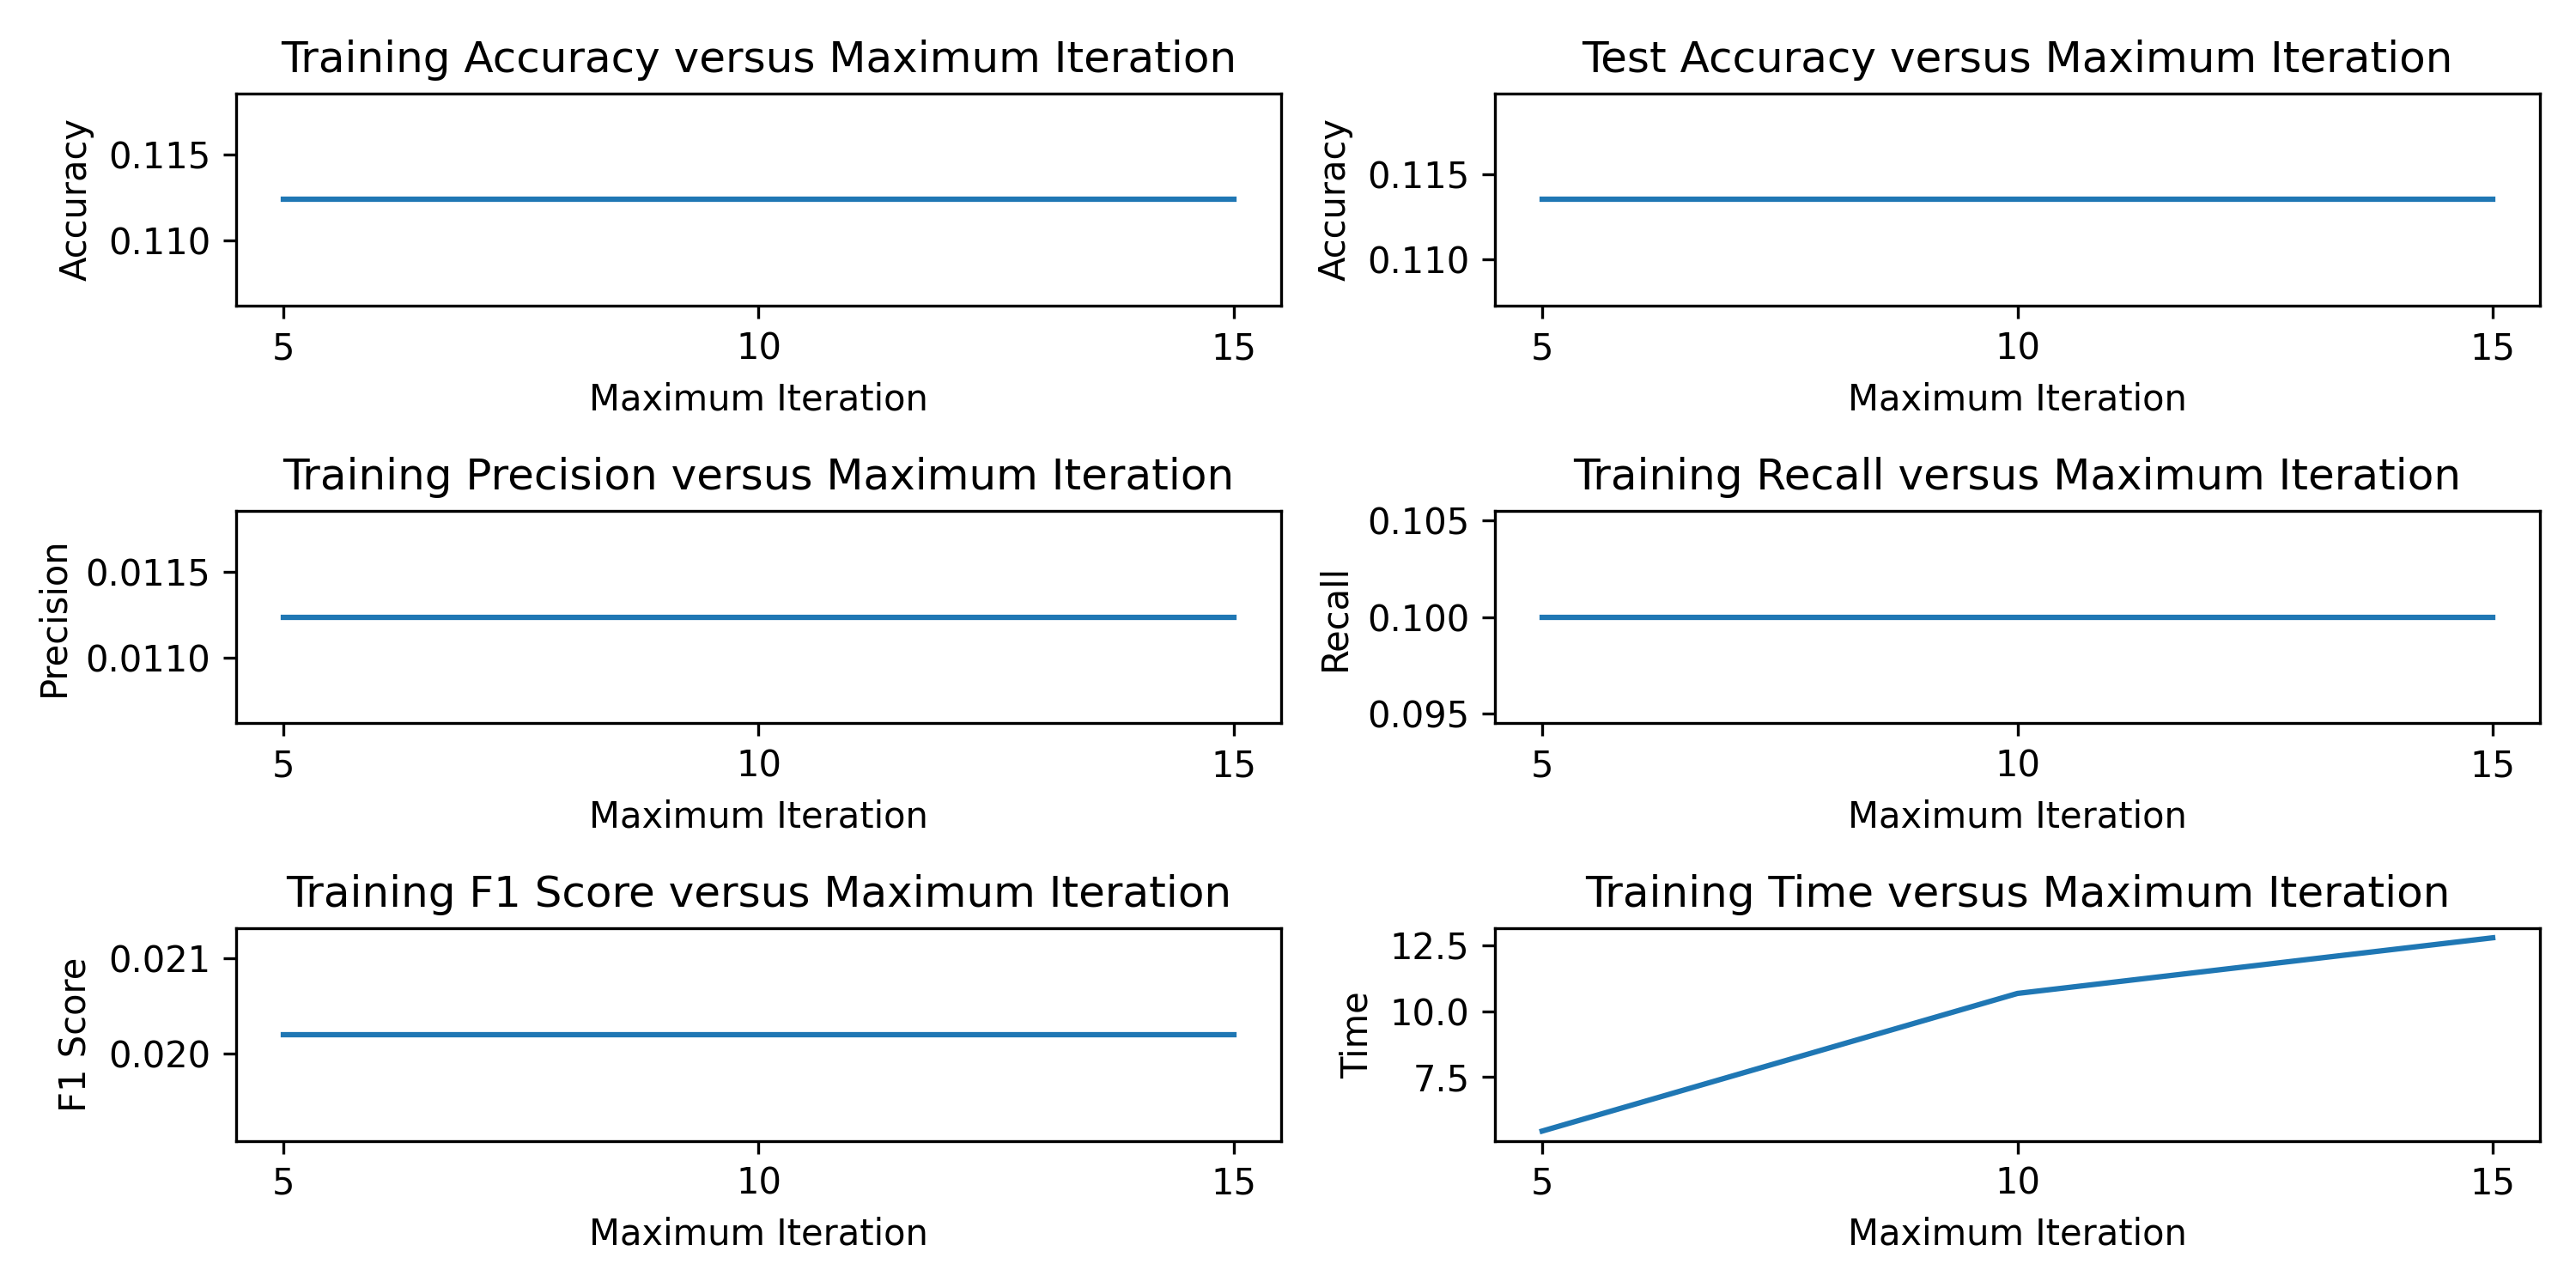 Training Accuracy versus Maximum Iteration
Accuracy
0.115
0.110
5 10 15
Maximum Iteration
Test Accuracy versus Maximum Iteration
Accuracy
0.115
0.110
5 10 15
Maximum Iteration
Training Precision versus Maximum Iteration
Precision
0.0115
0.0110
5 10 15
Maximum Iteration
Training Recall versus Maximum Iteration
Recall
0.105
0.100
0.095
5 10 15
Maximum Iteration
Training F1 Score versus Maximum Iteration
F1 Score
0.021
0.020
5 10 15
Maximum Iteration
Training Time versus Maximum Iteration
Time
12.5
10.0
7.5
5 10 15
Maximum Iteration